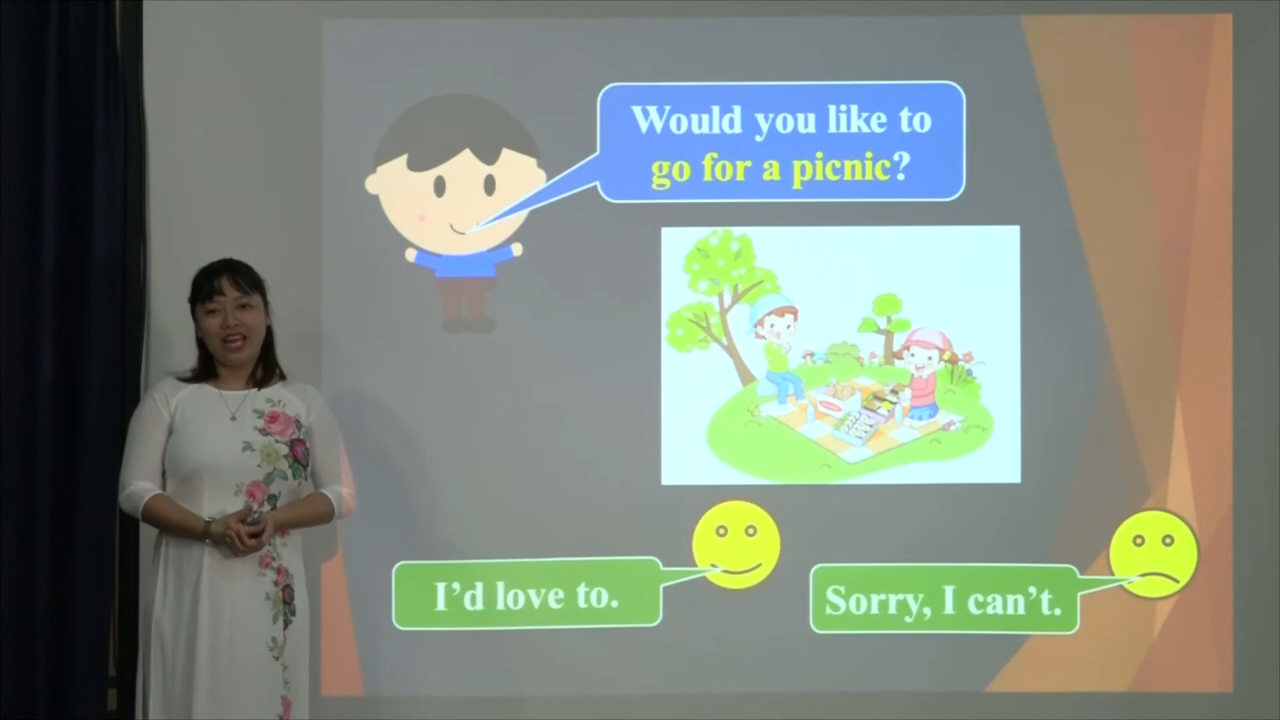 Would you like to
go for a picnic?
I'd love to.
Sorry, I can't.